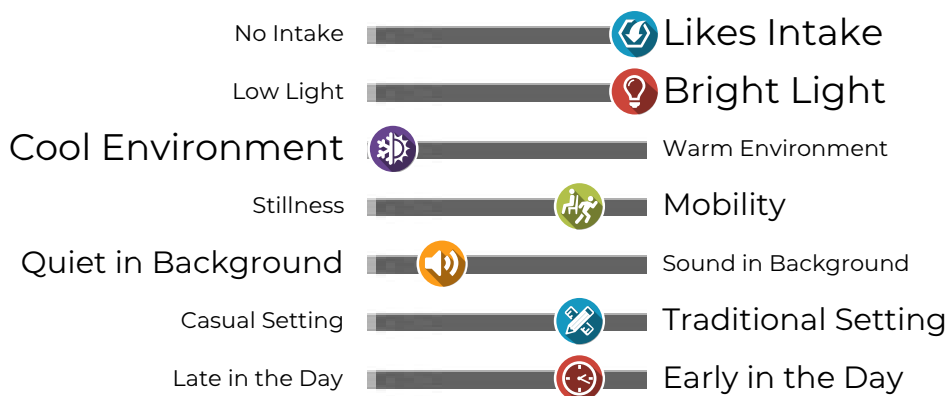 No Intake Likes Intake
Low Light Bright Light
Cool Environment Warm Environment
Stillness Mobility
Quiet in Background Sound in Background
Casual Setting Traditional Setting
Late in the Day Early in the Day